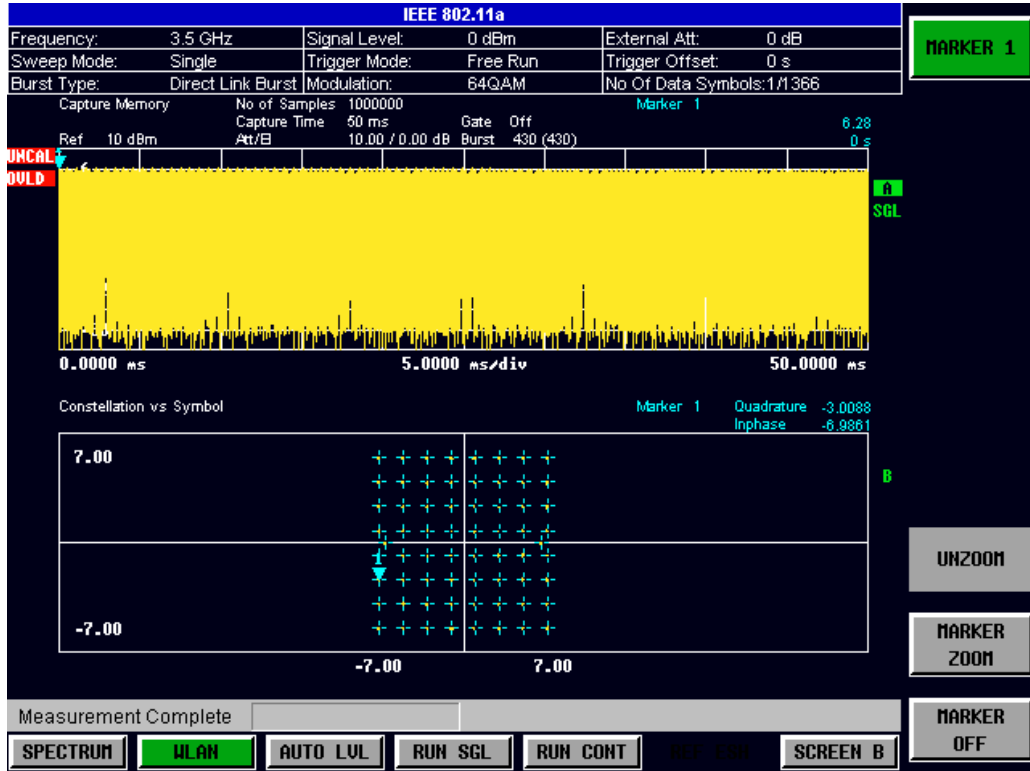 IEEE 802.11a
Frequency: 3.5 GHz Signal Level: 0 dBm External Att: 0 dB
Sweep Mode: Single Trigger Mode: Free Run Trigger Offset: 0 s
Burst Type: Direct Link Burst Modulation: 64QAM No Of Data Symbols:1/1366
MARKER 1
Capture Memory No of Samples 1000000 Marker 1
Capture Time 50 ms Gate Off 6.28
Ref 10 dBm Att/El 10.00 / 0.00 dB Burst 430 (430) 0 s
UNCAL
OVLD
A
SGL
0.0000 ms 5.0000 ms/div 50.0000 ms
Constellation vs Symbol Marker 1 Quadrature -3.0088
Inphase -6.9861
7.00
B
1
-7.00
-7.00 7.00
UNZOOM
MARKER
ZOOM
MARKER
OFF
Measurement Complete
SPECTRUM WLAN AUTO LVL RUN SGL RUN CONT SCREEN B